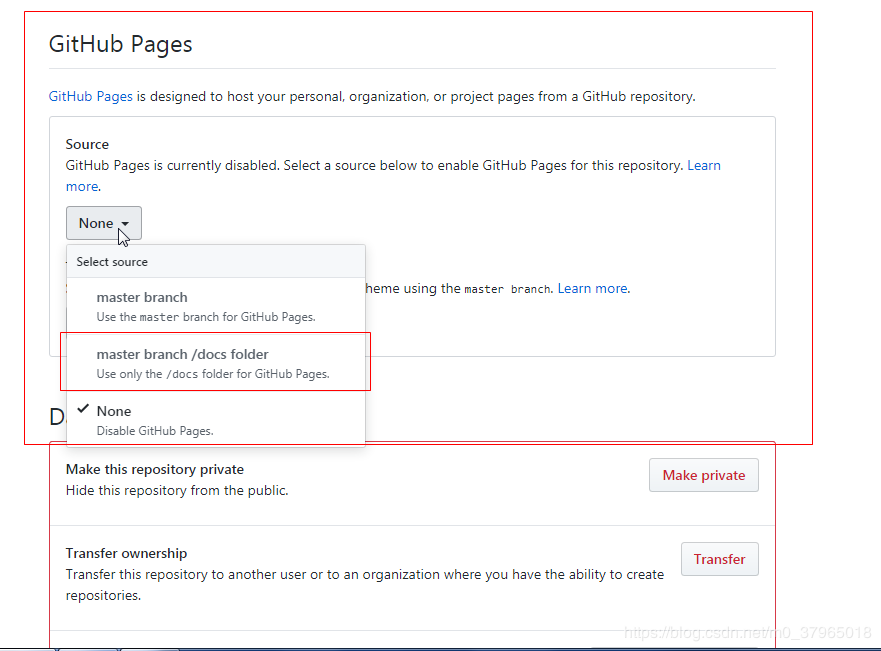 GitHub Pages
GitHub Pages is designed to host your personal, organization, or project pages from a GitHub repository.
Source
GitHub Pages is currently disabled. Select a source below to enable GitHub Pages for this repository. Learn
more.
None
Select source
heme using the master branch. Learn more.
master branch
Use the master branch for GitHub Pages.
master branch /docs folder
Use only the /docs folder for GitHub Pages.
None
Disable GitHub Pages.
D
Make this repository private
Hide this repository from the public.
Make private
Transfer ownership
Transfer this repository to another user or to an organization where you have the ability to create
repositories.
Transfer
https://blog.csdn.net/m0_37965018